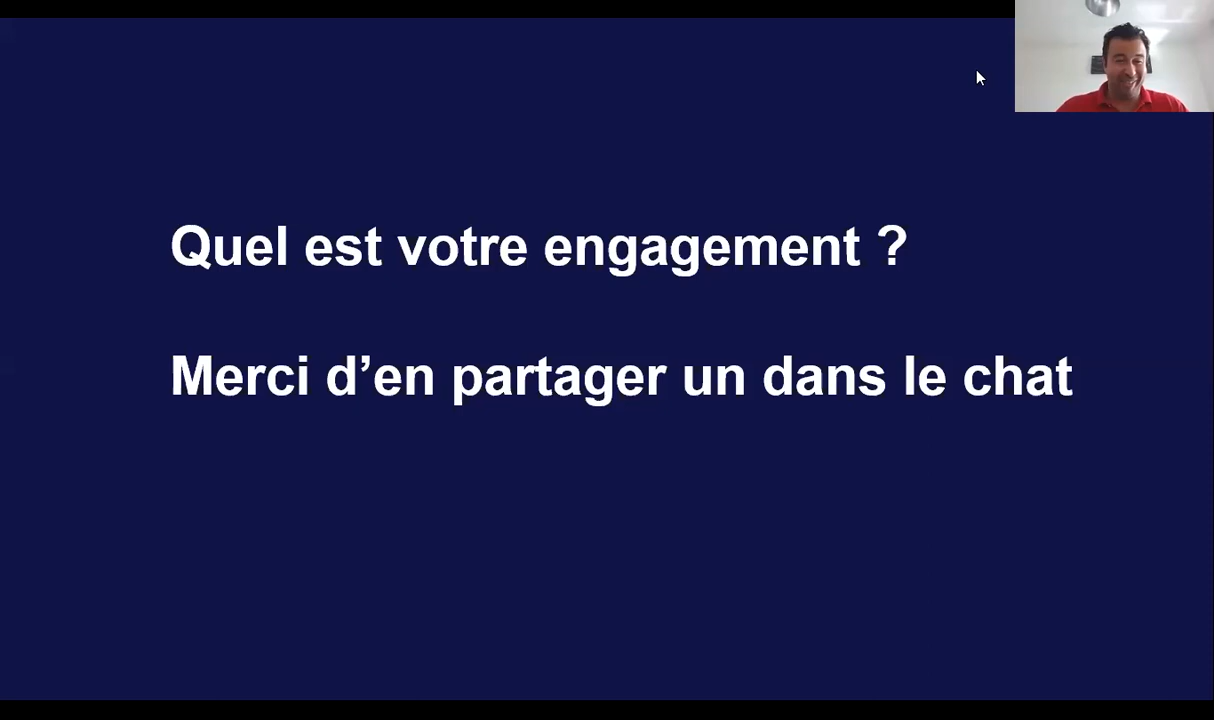 Quel est votre engagement ?
Merci d’en partager un dans le chat